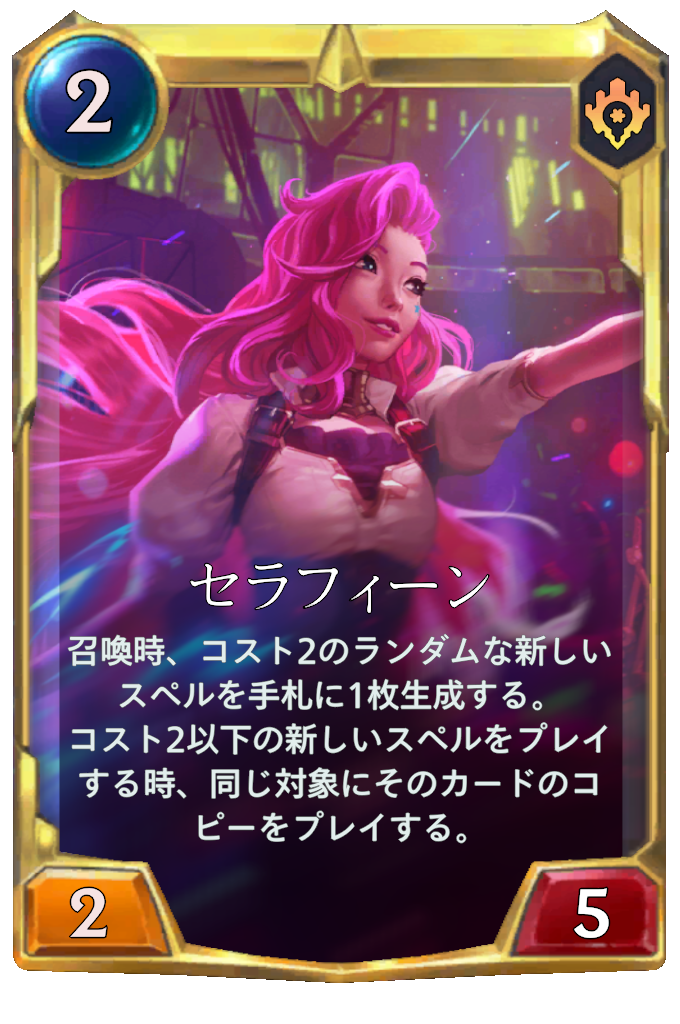 2
セラフィーン
召喚時、コスト2のランダムな新しい
スペルを手札に1枚生成する。
コスト2以下の新しいスペルをプレイ
する時、同じ対象にそのカードのコ
ピーをプレイする。
2
5